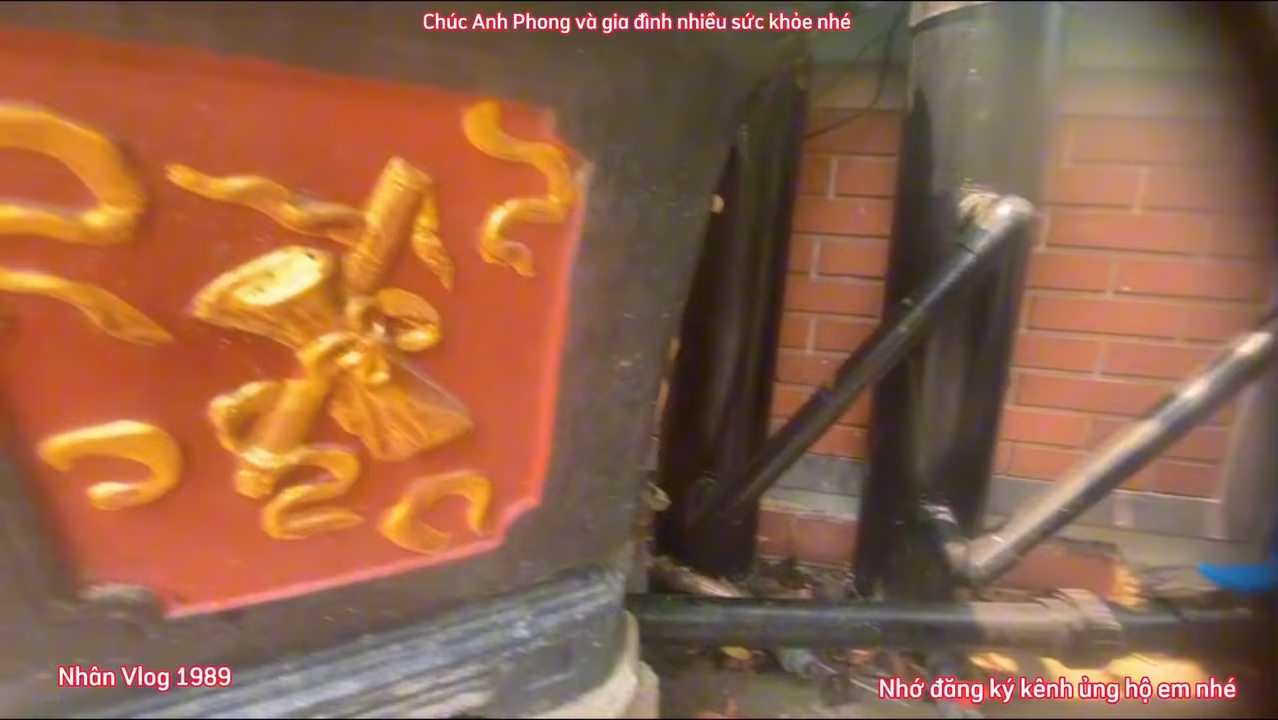 Chúc Anh Phong và gia đình nhiều sức khỏe nhé
Nhân Vlog 1989
Nhớ đăng ký kênh ủng hộ em nhé